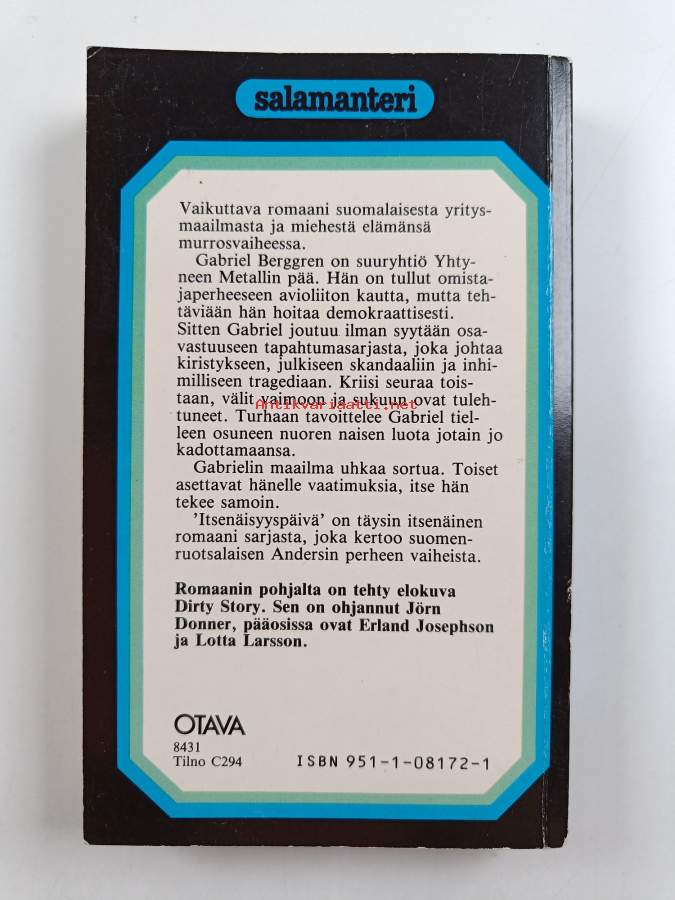 salamanteri
Vaikuttava romaani suomalaisesta yritys-
maailmasta ja miehestä elämänsä
murrosvaiheessa.
Gabriel Berggren on suuryhtiö Yhty-
neen Metallin pää. Hän on tullut omista-
japerheeseen avioliiton kautta, mutta teh-
täviään hän hoitaa demokraattisesti.
Sitten Gabriel joutuu ilman syytään osa-
vastuuseen tapahtumasarjasta, joka johtaa
kiristykseen, julkiseen skandaaliin ja inhi-
milliseen tragediaan. Kriisi seuraa tois-
taan, välit vaimoon ja sukuun ovat tuleh-
Antikvariaatti.net
tuneet. Turhaan tavoittelee Gabriel tiel-
leen osuneen nuoren naisen luota jotain jo
kadottamaansa.
Gabrielin maailma uhkaa sortua. Toiset
asettavat hänelle vaatimuksia, itse hän
tekee samoin.
'Itsenäisyyspäivä' on täysin itsenäinen
romaani sarjasta, joka kertoo suomen-
ruotsalaisen Andersin perheen vaiheista.
Romaanin pohjalta on tehty elokuva
Dirty Story. Sen on ohjannut Jörn
Donner, pääosissa ovat Erland Josephson
ja Lotta Larsson.
OTAVA
8431
Tilno C294
ISBN 951-1-08172-1